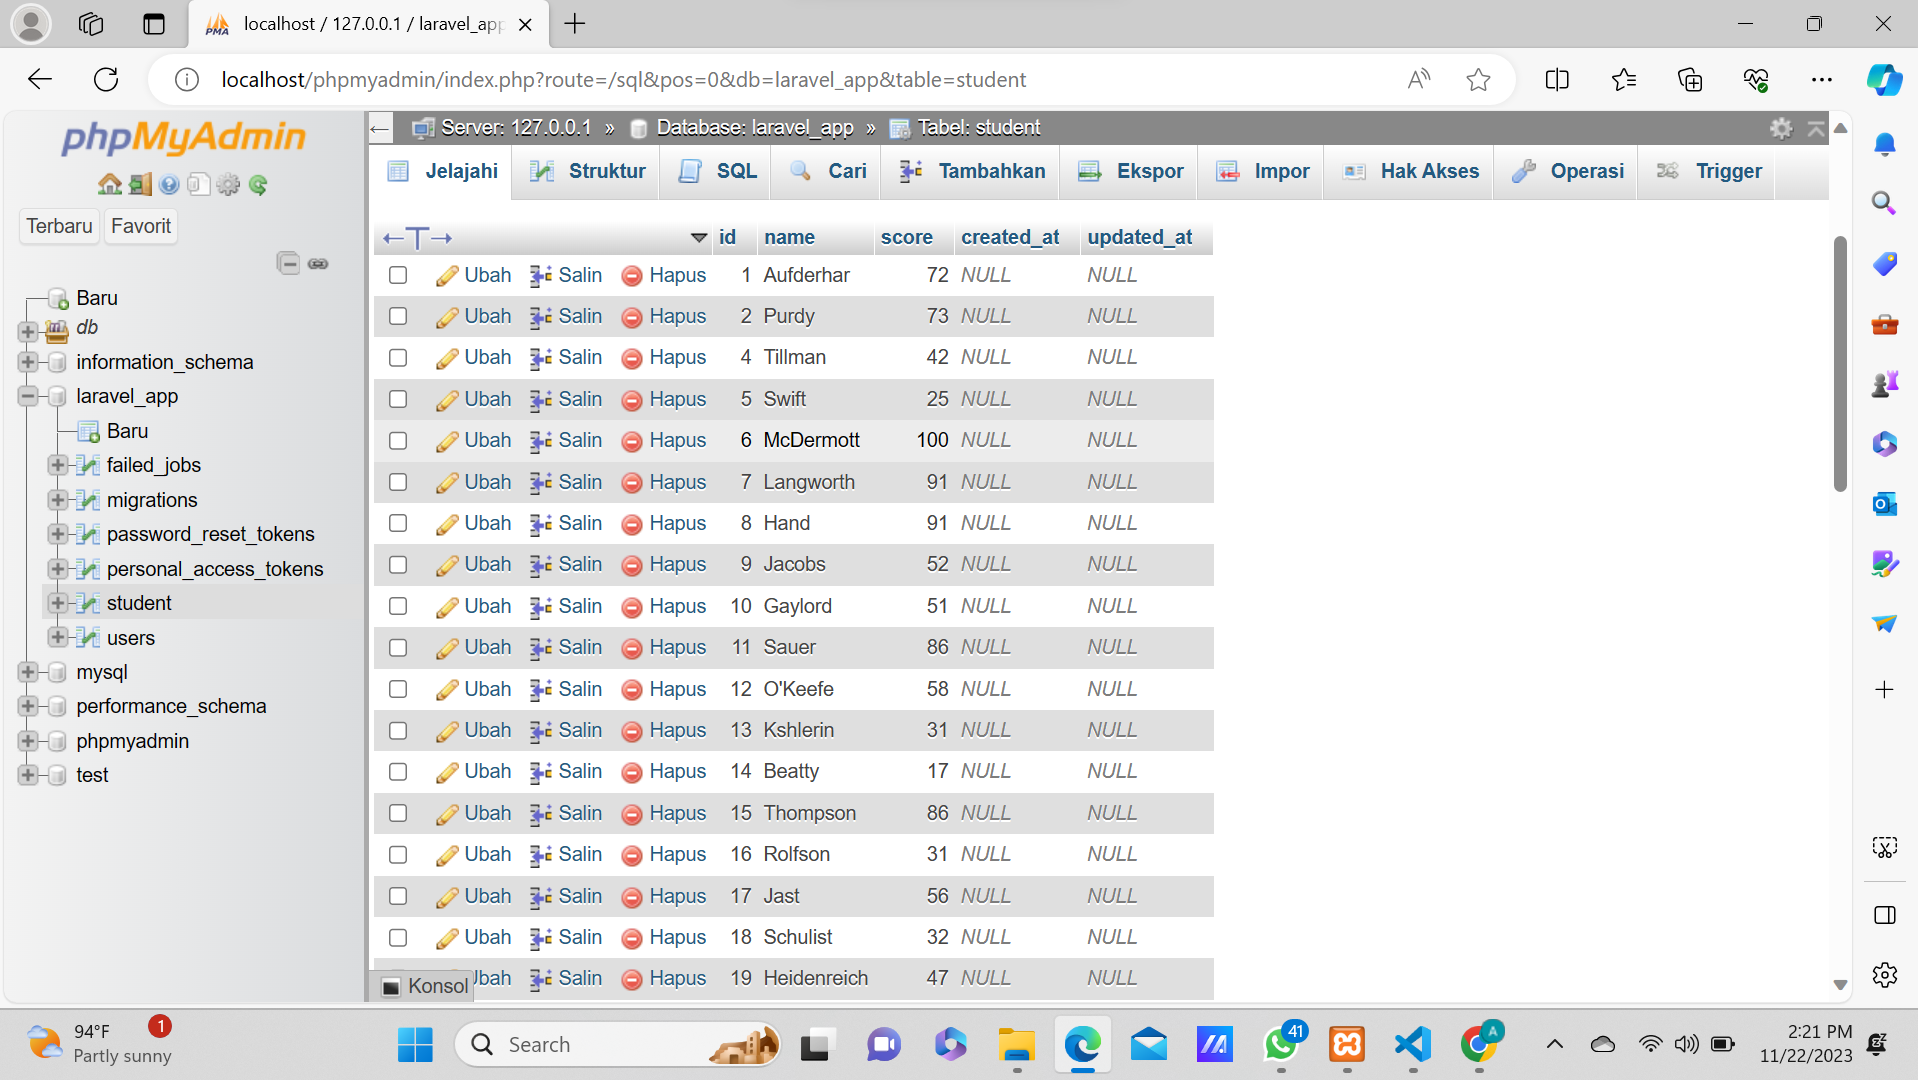 PMA localhost / 127.0.0.1 / laravel_app
localhost/phpmyadmin/index.php?route=/sql&pos=0&db=laravel_app&table=student
phpMyAdmin
Terbaru Favorit
Baru
db
information_schema
laravel_app
Baru
failed_jobs
migrations
password_reset_tokens
personal_access_tokens
student
users
mysql
performance_schema
phpmyadmin
test
Server: 127.0.0.1 » Database: laravel_app » Tabel: student
Jelajahi Struktur SQL Cari Tambahkan Ekspor Impor Hak Akses Operasi Trigger
←T→ id name score created_at updated_at
Ubah Salin Hapus 1 Aufderhar 72 NULL NULL
Ubah Salin Hapus 2 Purdy 73 NULL NULL
Ubah Salin Hapus 4 Tillman 42 NULL NULL
Ubah Salin Hapus 5 Swift 25 NULL NULL
Ubah Salin Hapus 6 McDermott 100 NULL NULL
Ubah Salin Hapus 7 Langworth 91 NULL NULL
Ubah Salin Hapus 8 Hand 91 NULL NULL
Ubah Salin Hapus 9 Jacobs 52 NULL NULL
Ubah Salin Hapus 10 Gaylord 51 NULL NULL
Ubah Salin Hapus 11 Sauer 86 NULL NULL
Ubah Salin Hapus 12 O'Keefe 58 NULL NULL
Ubah Salin Hapus 13 Kshlerin 31 NULL NULL
Ubah Salin Hapus 14 Beatty 17 NULL NULL
Ubah Salin Hapus 15 Thompson 86 NULL NULL
Ubah Salin Hapus 16 Rolfson 31 NULL NULL
Ubah Salin Hapus 17 Jast 56 NULL NULL
Ubah Salin Hapus 18 Schulist 32 NULL NULL
Ubah Salin Hapus 19 Heidenreich 47 NULL NULL
Konsol
94°F 1
Partly sunny
Search
41
A
2:21 PM
11/22/2023